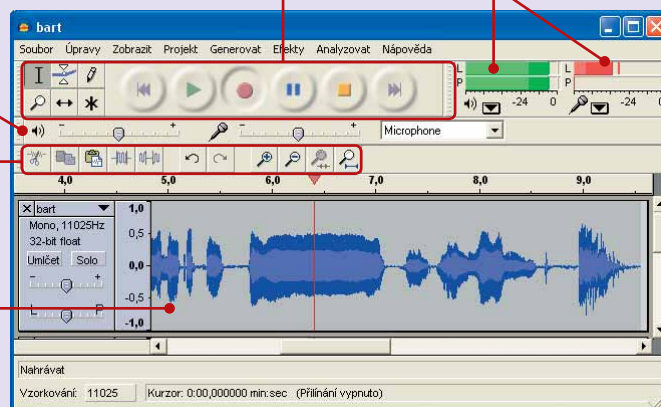 bart
Soubor Úpravy Zobrazit Projekt Generovat Efekty Analyzovat Nápověda
L
P
-24 0
L
P
-24 0
Microphone
4,0 5,0 6,0 7,0 8,0 9,0
bart
Mono, 11025Hz
32-bit float
Umlčet Solo
- +
L P
1,0
0,5
0,0
-0,5
-1,0
Nahrávat
Vzorkování: 11025 Kurzor: 0:00,000000 min:sec (Přilínání vypnuto)